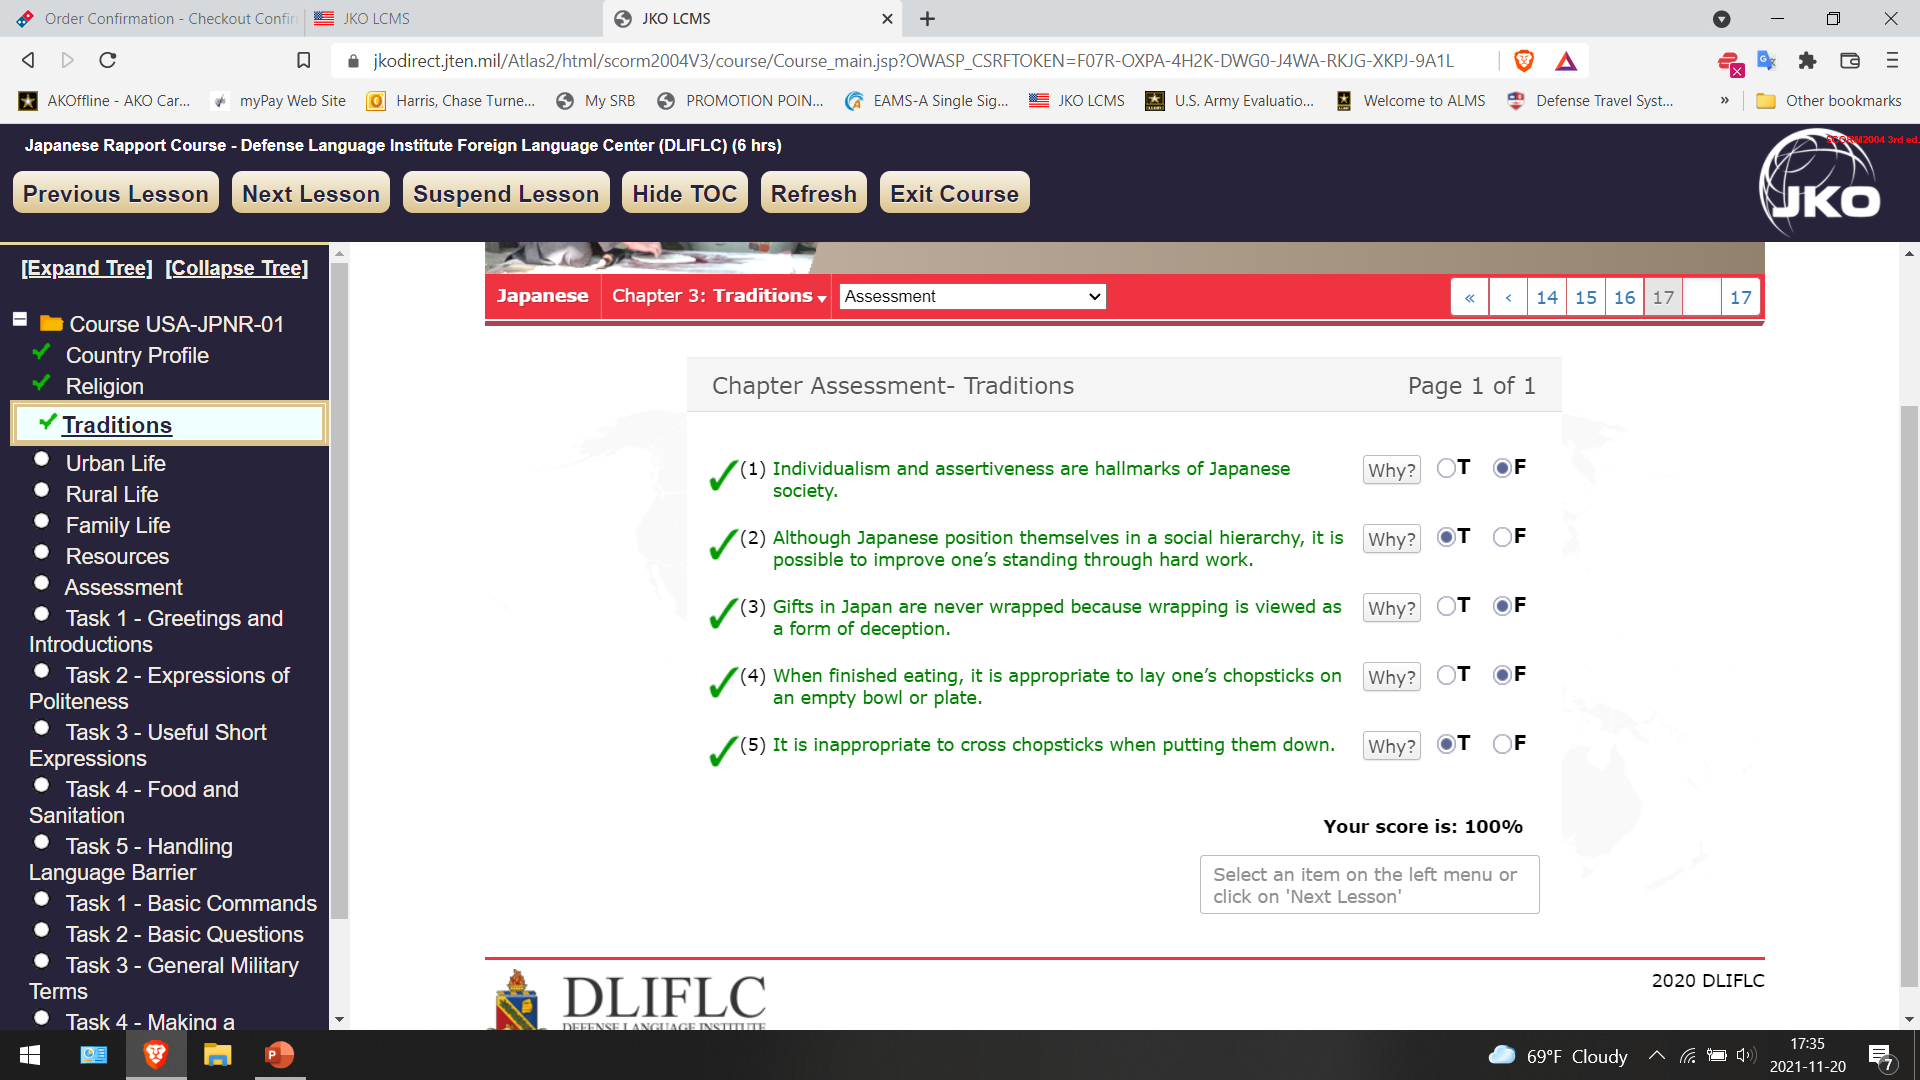 Order Confirmation - Checkout Confir
JKO LCMS
JKO LCMS
jkodirect.jten.mil/Atlas2/html/scorm2004V3/course/Course_main.jsp?OWASP_CSRFTOKEN=F07R-OXPA-4H2K-DWG0-J4WA-RKJG-XKPJ-9A1L
AKOffline - AKO Car...
myPay Web Site
Harris, Chase Turne...
My SRB
PROMOTION POIN...
EAMS-A Single Sig...
JKO LCMS
U.S. Army Evaluatio...
Welcome to ALMS
Defense Travel Syst...
»
Other bookmarks
Japanese Rapport Course - Defense Language Institute Foreign Language Center (DLIFLC) (6 hrs)
SCORM2004 3rd ed.
Previous Lesson
Next Lesson
Suspend Lesson
Hide TOC
Refresh
Exit Course
JKO
[Expand Tree] [Collapse Tree]
Course USA-JPNR-01
Country Profile
Religion
Traditions
Urban Life
Rural Life
Family Life
Resources
Assessment
Task 1 - Greetings and
Introductions
Task 2 - Expressions of
Politeness
Task 3 - Useful Short
Expressions
Task 4 - Food and
Sanitation
Task 5 - Handling
Language Barrier
Task 1 - Basic Commands
Task 2 - Basic Questions
Task 3 - General Military
Terms
Task 4 - Making a
Japanese
Chapter 3: Traditions
Assessment
« ‹ 14 15 16 17 17
Chapter Assessment- Traditions
Page 1 of 1
(1) Individualism and assertiveness are hallmarks of Japanese
society.
Why? T F
(2) Although Japanese position themselves in a social hierarchy, it is
possible to improve one’s standing through hard work.
Why? T F
(3) Gifts in Japan are never wrapped because wrapping is viewed as
a form of deception.
Why? T F
(4) When finished eating, it is appropriate to lay one’s chopsticks on
an empty bowl or plate.
Why? T F
(5) It is inappropriate to cross chopsticks when putting them down.
Why? T F
Your score is: 100%
Select an item on the left menu or
click on 'Next Lesson'
DLIFLC
DEFENSE LANGUAGE INSTITUTE
2020 DLIFLC
69°F Cloudy
17:35
2021-11-20
7